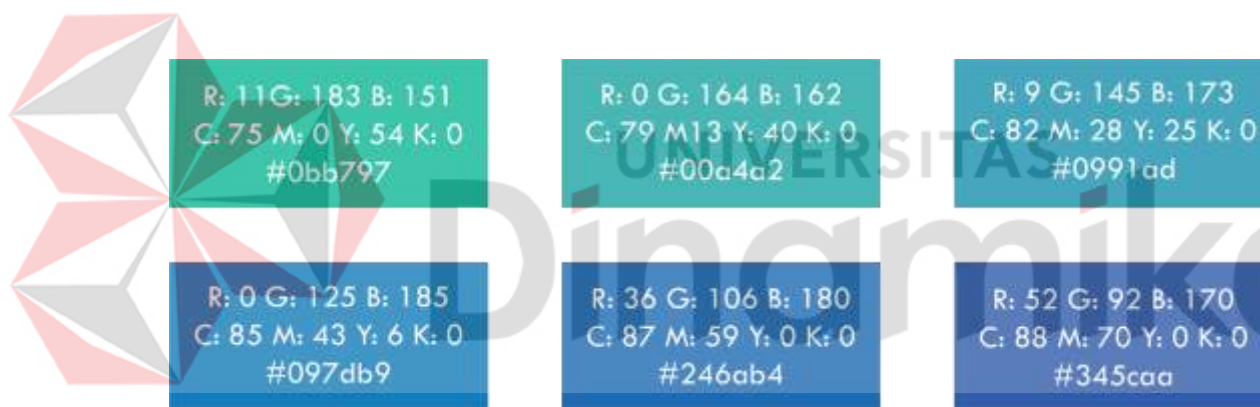 R: 11G: 183 B: 151
C: 75 M: 0 Y: 54 K: 0
#0bb797
R: 0 G: 164 B: 162
C: 79 M13 Y: 40 K: 0
#00a4a2
R: 9 G: 145 B: 173
C: 82 M: 28 Y: 25 K: 0
#0991ad
UNIVERSITAS
Dinamika
R: 0 G: 125 B: 185
C: 85 M: 43 Y: 6 K: 0
#097db9
R: 36 G: 106 B: 180
C: 87 M: 59 Y: 0 K: 0
#246ab4
R: 52 G: 92 B: 170
C: 88 M: 70 Y: 0 K: 0
#345caa